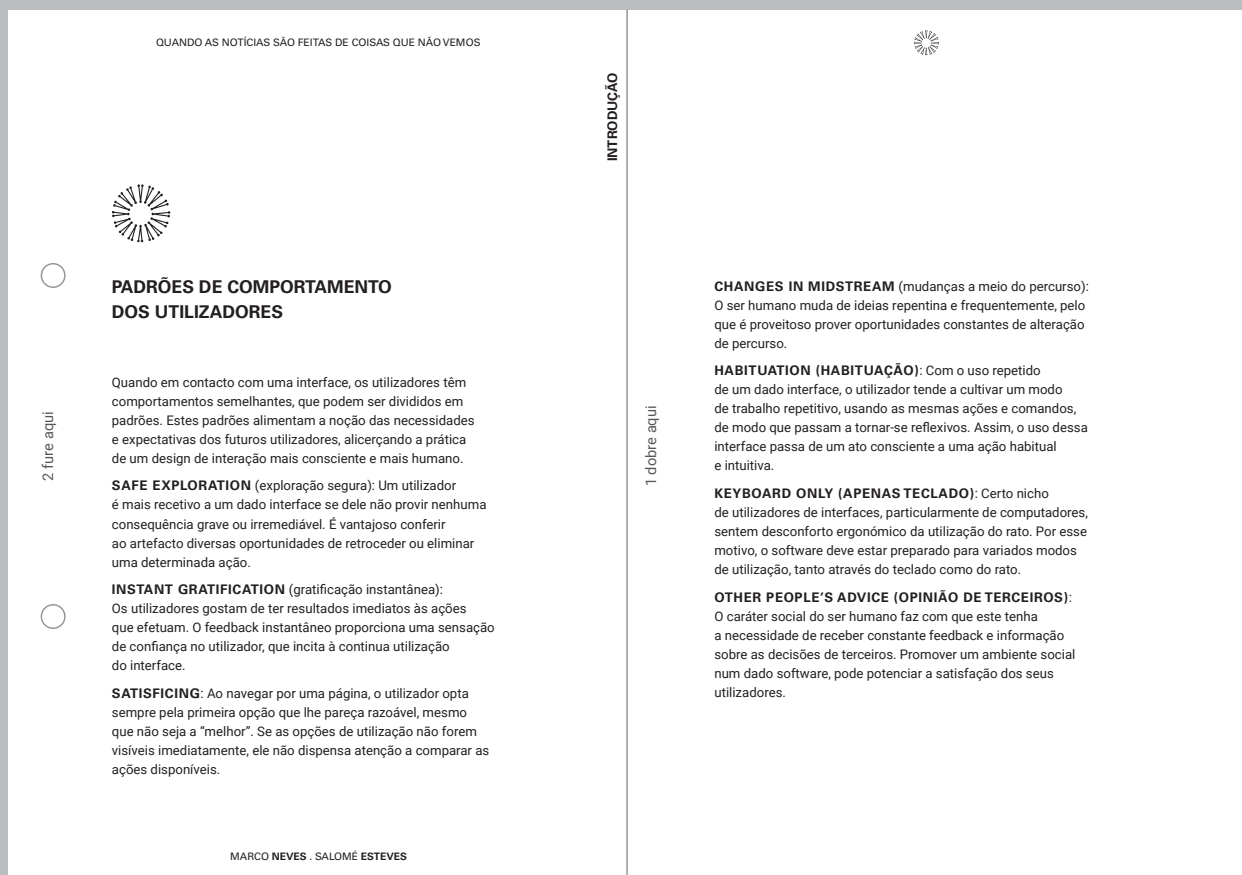 QUANDO AS NOTÍCIAS SÃO FEITAS DE COISAS QUE NÃO VEMOS
INTRODUÇÃO
PADRÕES DE COMPORTAMENTO
DOS UTILIZADORES
2 fure aqui
Quando em contacto com uma interface, os utilizadores têm
comportamentos semelhantes, que podem ser divididos em
padrões. Estes padrões alimentam a noção das necessidades
e expectativas dos futuros utilizadores, alicerçando a prática
de um design de interação mais consciente e mais humano.
SAFE EXPLORATION (exploração segura): Um utilizador
é mais recetivo a um dado interface se dele não provir nenhuma
consequência grave ou irremediável. É vantajoso conferir
ao artefacto diversas oportunidades de retroceder ou eliminar
uma determinada ação.
INSTANT GRATIFICATION (gratificação instantânea):
Os utilizadores gostam de ter resultados imediatos às ações
que efetuam. O feedback instantâneo proporciona uma sensação
de confiança no utilizador, que incita à continua utilização
do interface.
SATISFICING: Ao navegar por uma página, o utilizador opta
sempre pela primeira opção que lhe pareça razoável, mesmo
que não seja a “melhor”. Se as opções de utilização não forem
visíveis imediatamente, ele não dispensa atenção a comparar as
ações disponíveis.
MARCO NEVES . SALOMÉ ESTEVES
1 dobre aqui
CHANGES IN MIDSTREAM (mudanças a meio do percurso):
O ser humano muda de ideias repentina e frequentemente, pelo
que é proveitoso prover oportunidades constantes de alteração
de percurso.
HABITUATION (HABITUAÇÃO): Com o uso repetido
de um dado interface, o utilizador tende a cultivar um modo
de trabalho repetitivo, usando as mesmas ações e comandos,
de modo que passam a tornar-se reflexivos. Assim, o uso dessa
interface passa de um ato consciente a uma ação habitual
e intuitiva.
KEYBOARD ONLY (APENAS TECLADO): Certo nicho
de utilizadores de interfaces, particularmente de computadores,
sentem desconforto ergonómico da utilização do rato. Por esse
motivo, o software deve estar preparado para variados modos
de utilização, tanto através do teclado como do rato.
OTHER PEOPLE’S ADVICE (OPINIÃO DE TERCEIROS):
O caráter social do ser humano faz com que este tenha
a necessidade de receber constante feedback e informação
sobre as decisões de terceiros. Promover um ambiente social
num dado software, pode potenciar a satisfação dos seus
utilizadores.